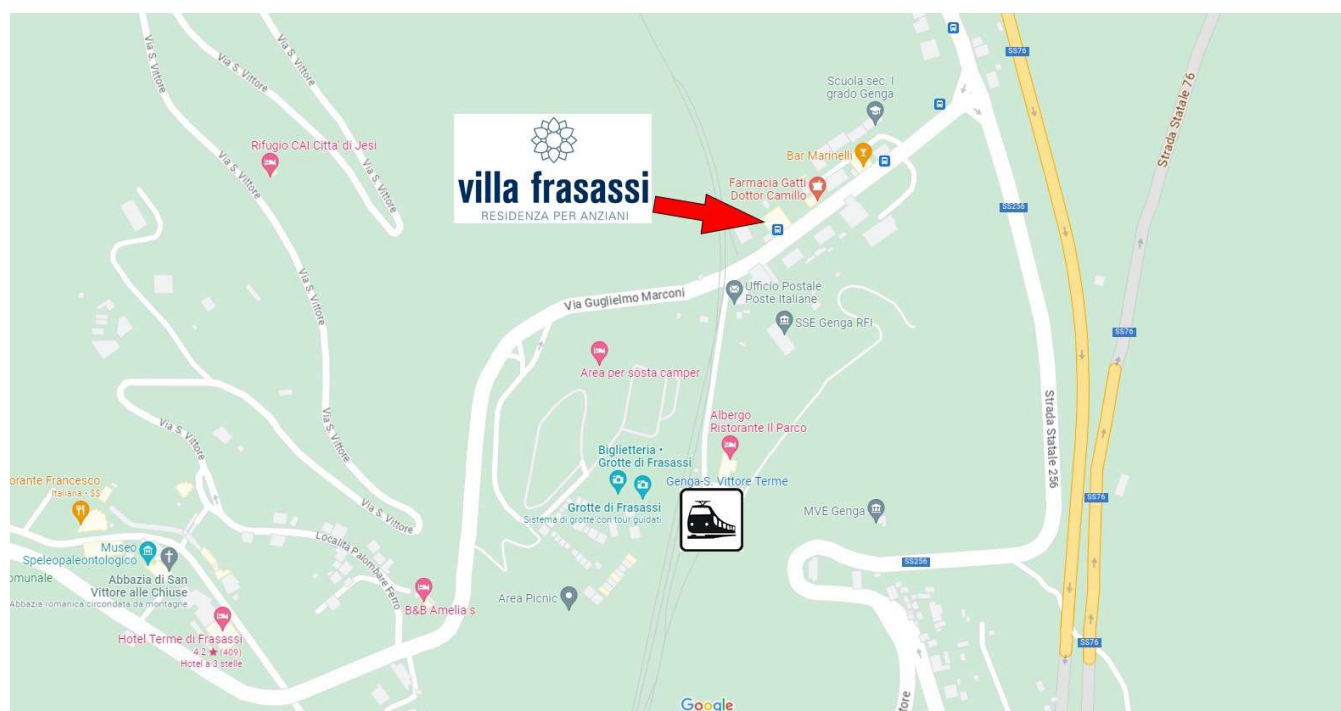 Via S. Vittore
Via S. Vittore
Via S. Vittore
SS76
Strada Statale 76
Scuola sec. I
grado Genga
Rifugio CAI Citta' di Jesi
villa frasassi
RESIDENZA PER ANZIANI
Bar Marinelli
Farmacia Gatti
Dottor Camillo
Via S. Vittore
SS256
Via S. Vittore
Via Guglielmo Marconi
Ufficio Postale
Poste Italiane
SSE Genga RFI
SS76
Area per sosta camper
Via S. Vittore
Strada Statale 256
Albergo
Ristorante Il Parco
Via S. Vittore
Biglietteria •
Grotte di Frasassi
Genga-S. Vittore Terme
Grotte di Frasassi
Sistema di grotte con tour guidati
MVE Genga
orante Francesco
Italiana • $$
Via S. Vittore
SS76
Località Palombare Ferro
Museo
Speleopaleontologico
SS256
omunale
Abbazia di San
Vittore alle Chiuse
Abbazia romanica circondata da montagne
B&B Amelia's
Area Picnic
Hotel Terme di Frasassi
4,2 ★ (409)
Hotel a 3 stelle
SS76
ore
Google